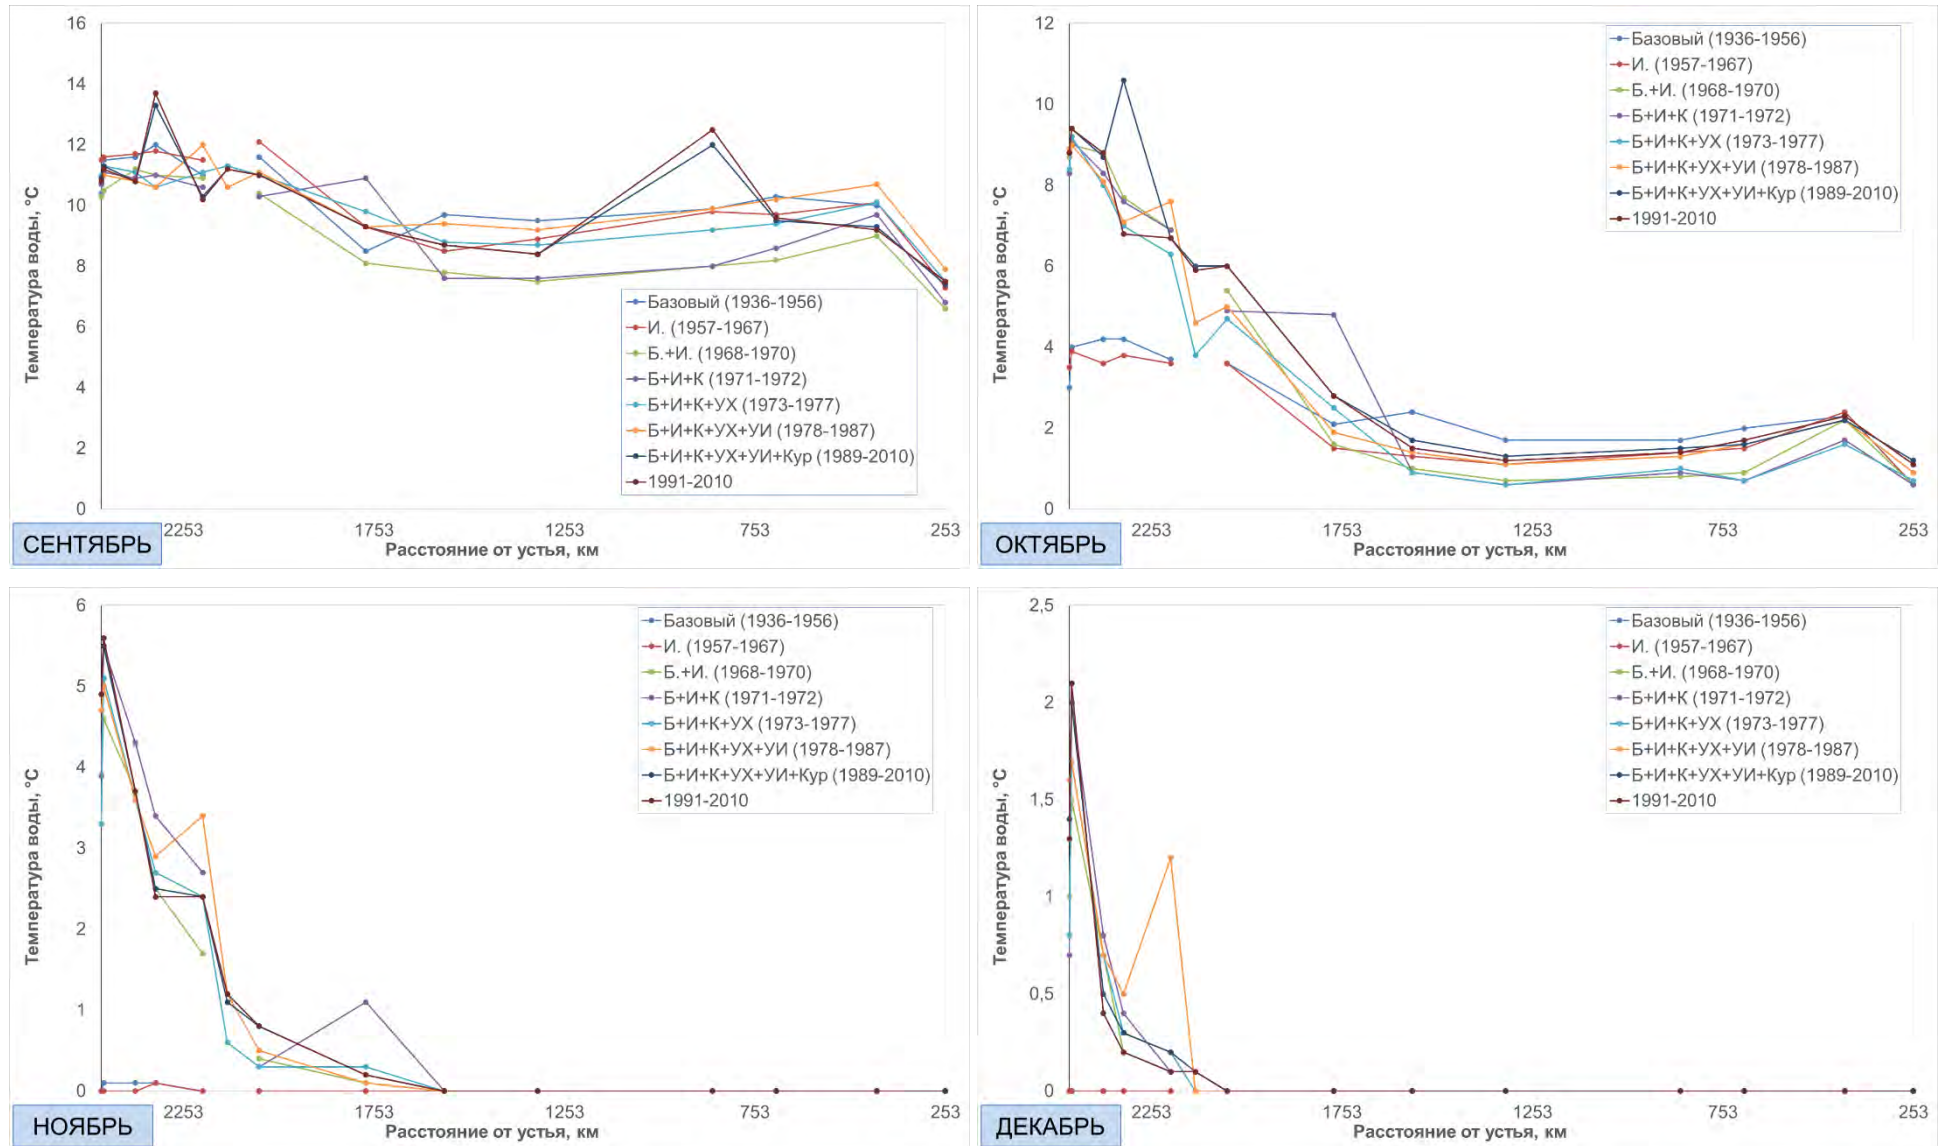 16
14
12
10
8
6
4
2
0
Температура воды, °C
Базовый (1936-1956)
И. (1957-1967)
Б.+И. (1968-1970)
Б+И+К (1971-1972)
Б+И+К+УХ (1973-1977)
Б+И+К+УХ+УИ (1978-1987)
Б+И+К+УХ+УИ+Кур (1989-2010)
1991-2010
2253 1753 1253 753 253
Расстояние от устья, км
СЕНТЯБРЬ
12
10
8
6
4
2
0
Температура воды, °C
Базовый (1936-1956)
И. (1957-1967)
Б.+И. (1968-1970)
Б+И+К (1971-1972)
Б+И+К+УХ (1973-1977)
Б+И+К+УХ+УИ (1978-1987)
Б+И+К+УХ+УИ+Кур (1989-2010)
1991-2010
2253 1753 1253 753 253
Расстояние от устья, км
ОКТЯБРЬ
6
5
4
3
2
1
0
Температура воды, °C
Базовый (1936-1956)
И. (1957-1967)
Б.+И. (1968-1970)
Б+И+К (1971-1972)
Б+И+К+УХ (1973-1977)
Б+И+К+УХ+УИ (1978-1987)
Б+И+К+УХ+УИ+Кур (1989-2010)
1991-2010
2253 1753 1253 753 253
Расстояние от устья, км
НОЯБРЬ
2,5
2
1,5
1
0,5
0
Температура воды, °C
Базовый (1936-1956)
И. (1957-1967)
Б.+И. (1968-1970)
Б+И+К (1971-1972)
Б+И+К+УХ (1973-1977)
Б+И+К+УХ+УИ (1978-1987)
Б+И+К+УХ+УИ+Кур (1989-2010)
1991-2010
2253 1753 1253 753 253
Расстояние от устья, км
ДЕКАБРЬ